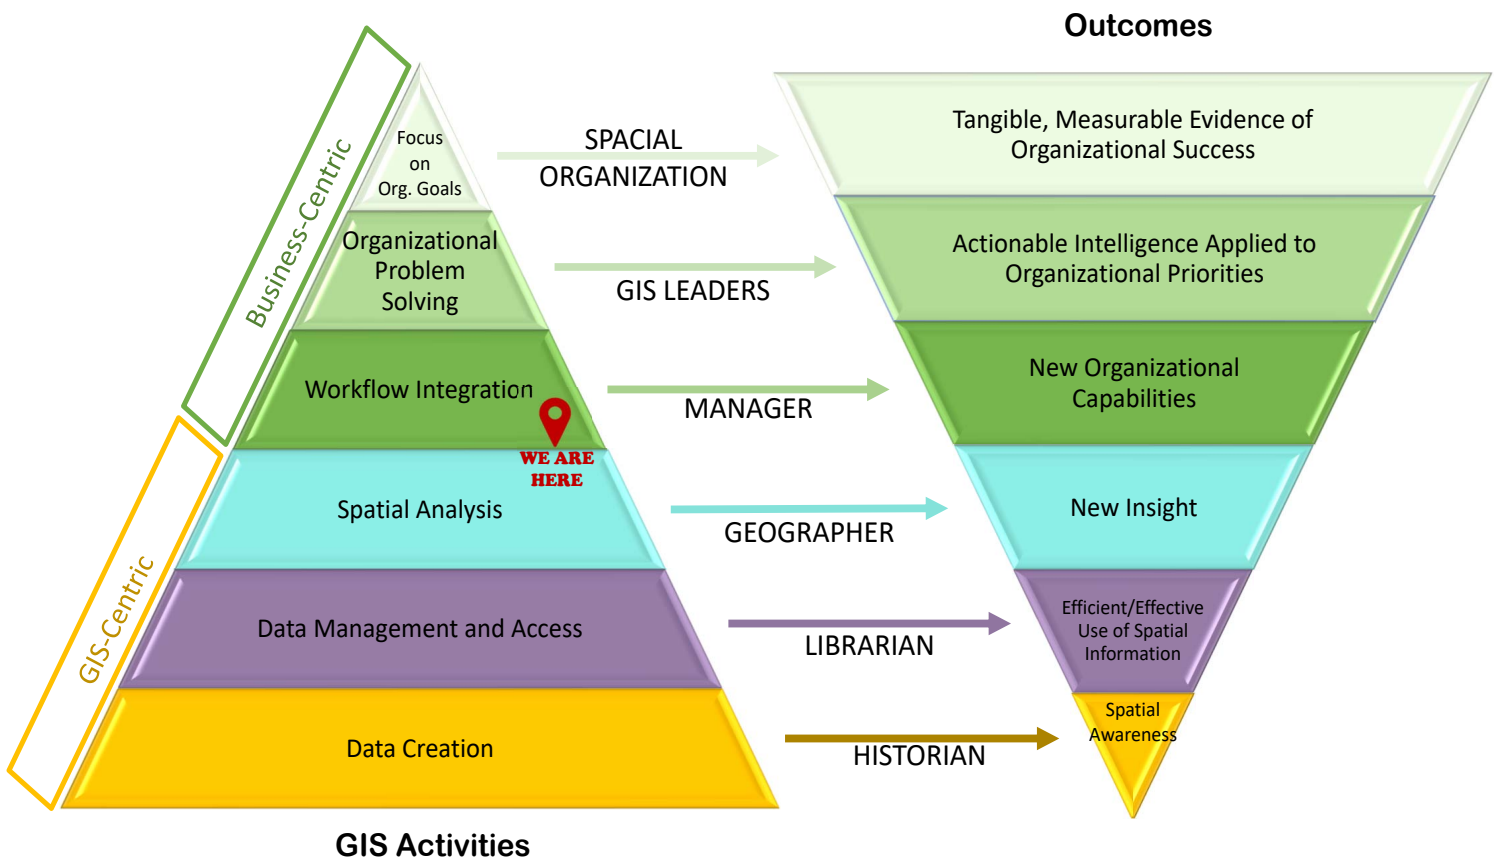 Outcomes
Business-Centric
GIS-Centric
Focus
on
Org. Goals
SPACIAL
ORGANIZATION
Tangible, Measurable Evidence of
Organizational Success
Organizational
Problem
Solving
GIS LEADERS
Actionable Intelligence Applied to
Organizational Priorities
Workflow Integration
MANAGER
New Organizational
Capabilities
WE ARE
HERE
Spatial Analysis
GEOGRAPHER
New Insight
Data Management and Access
LIBRARIAN
Efficient/Effective
Use of Spatial
Information
Data Creation
HISTORIAN
Spatial
Awareness
GIS Activities